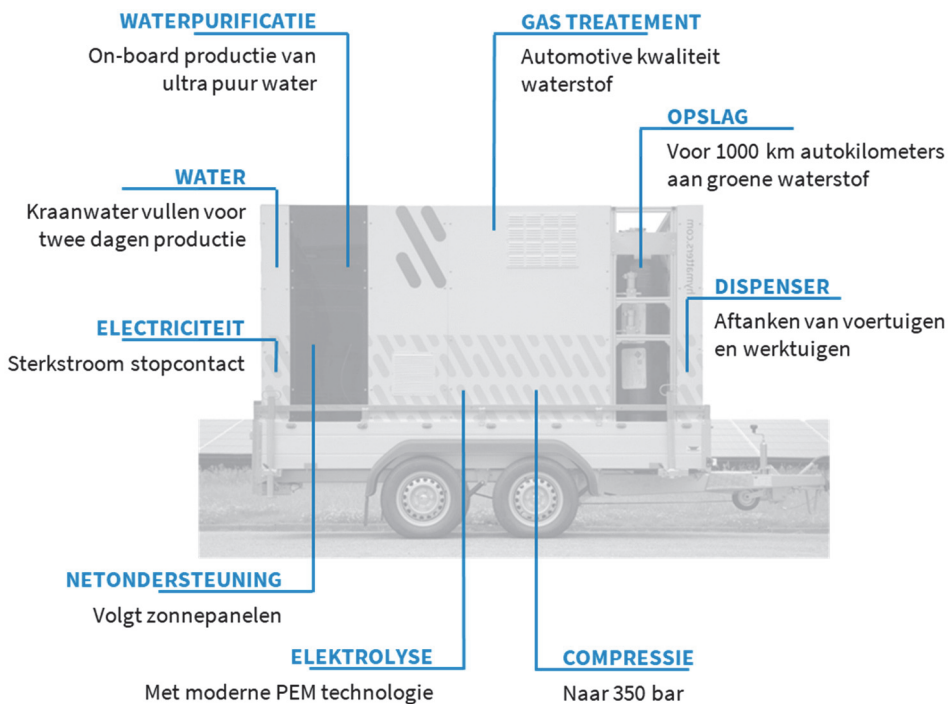 WATERPURIFICATIE
On-board productie van
ultra puur water
GAS TREATEMENT
Automotive kwaliteit
waterstof
OPSLAG
Voor 1000 km autokilometers
aan groene waterstof
WATER
Kraanwater vullen voor
twee dagen productie
hymatters.com
DISPENSER
Aftanken van voertuigen
en werktuigen
ELECTRICITEIT
Sterkstroom stopcontact
NETONDERSTEUNING
Volgt zonnepanelen
ELEKTROLYSE
Met moderne PEM technologie
COMPRESSIE
Naar 350 bar